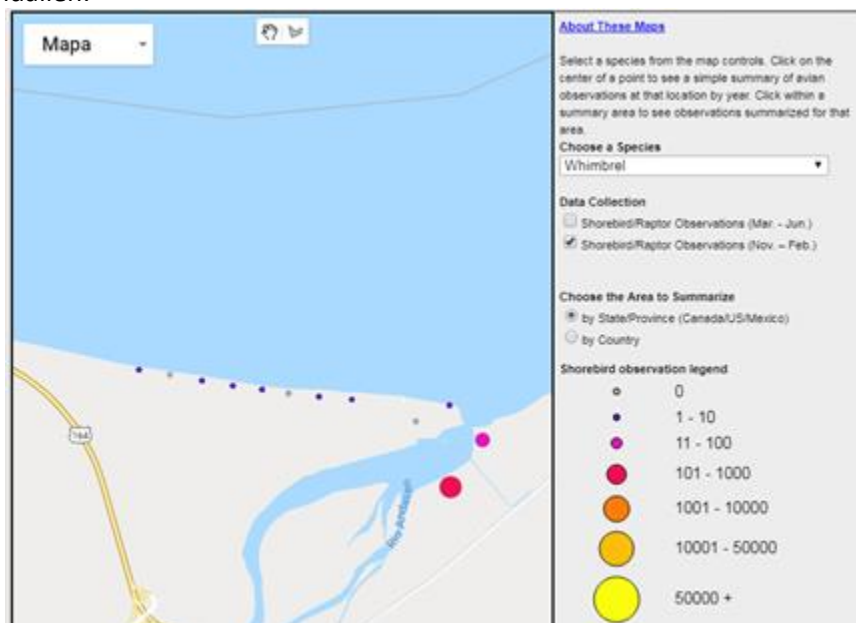 Mapa
164
About These Maps
Select a species from the map controls. Click on the
center of a point to see a simple summary of avian
observations at that location by year. Click within a
summary area to see observations summarized for that
area.
Choose a Species
Whimbrel
Data Collection
Shorebird/Raptor Observations (Mar. - Jun.)
Shorebird/Raptor Observations (Nov. – Feb.)
Choose the Area to Summarize
by State/Province (Canada/US/Mexico)
by Country
Shorebird observation legend
0
1 - 10
11 - 100
101 - 1000
1001 - 10000
10001 - 50000
50000 +